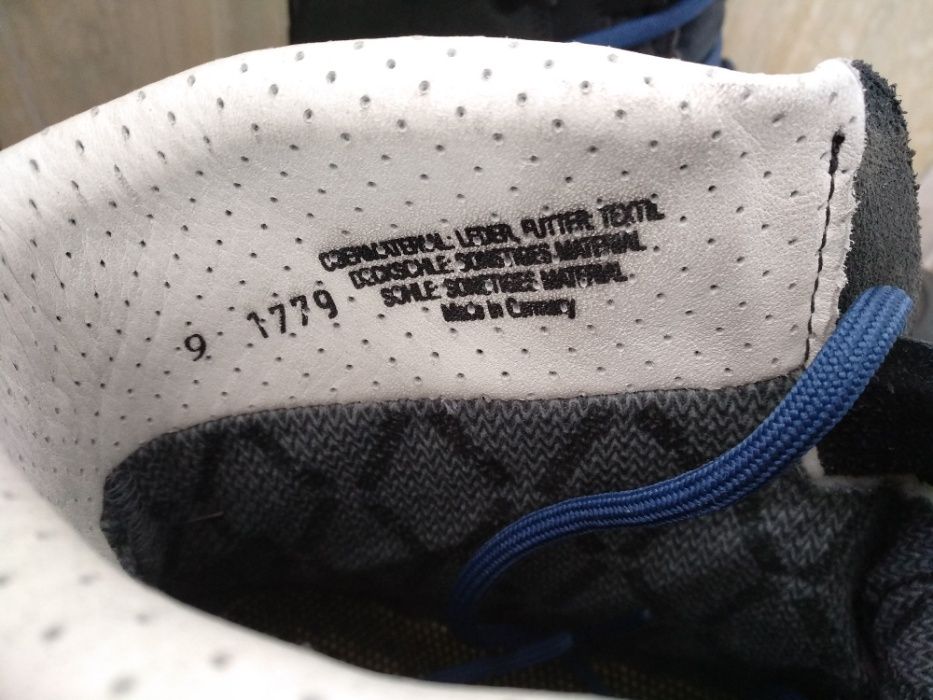 OBERMATERIAL: LEDER, FUTTER: TEXTIL
DECKSOHLE: SONSTIGES MATERIAL
SOHLE: SONSTIGES MATERIAL
Made in Germany
9 1779